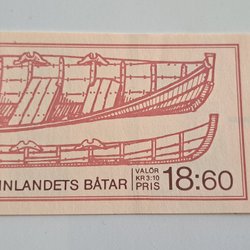 INLANDETS BÅTAR
VALÖR
KR 3:10
PRIS
18:60